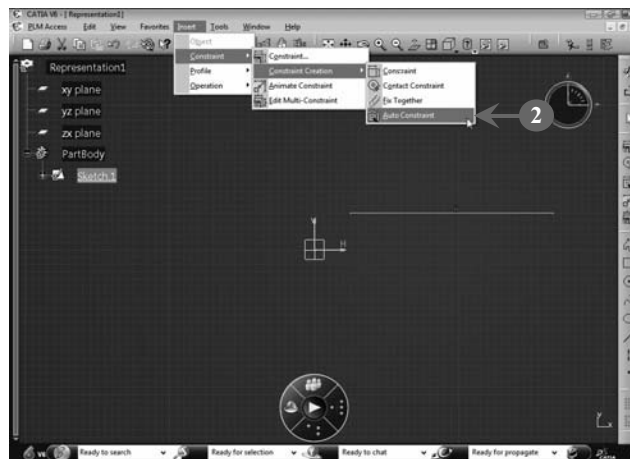 CATIA V6 - [Representation1]
PLM Access Edit View Favorites Insert Tools Window Help
Object
Constraint
Profile
Operation
Constraint...
Constraint Creation
Animate Constraint
Edit Multi-Constraint
Constraint
Contact Constraint
Fix Together
Auto Constraint
2
Representation1
xy plane
yz plane
zx plane
PartBody
Sketch.1
V
H
V6
Ready to search
Ready for selection
Ready to chat
Ready for propagate